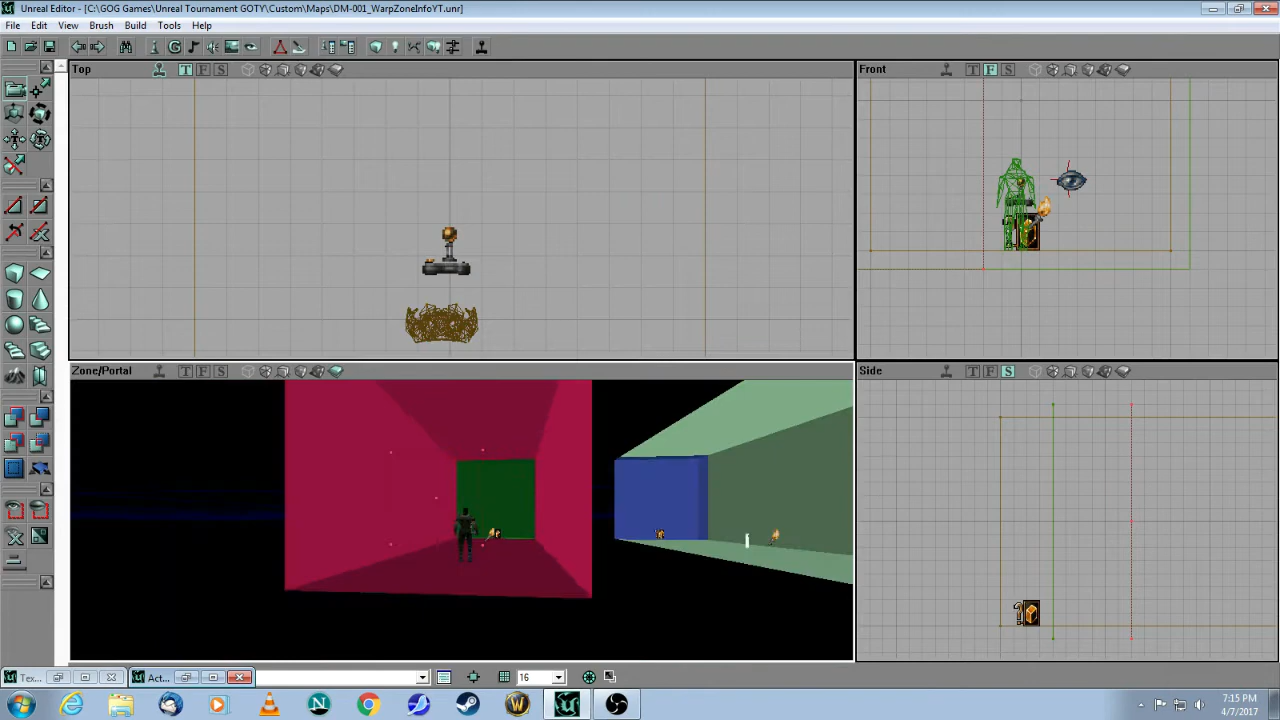 Unreal Editor - [C:\GOG Games\Unreal Tournament GOTY\Custom\Maps\DM-001_WarpZoneInfoYT.unr]
File Edit View Brush Build Tools Help
Top T F S
Front T F S
Zone/Portal T F S
Side T F S
Tex...
Act...
16
7:15 PM
4/7/2017